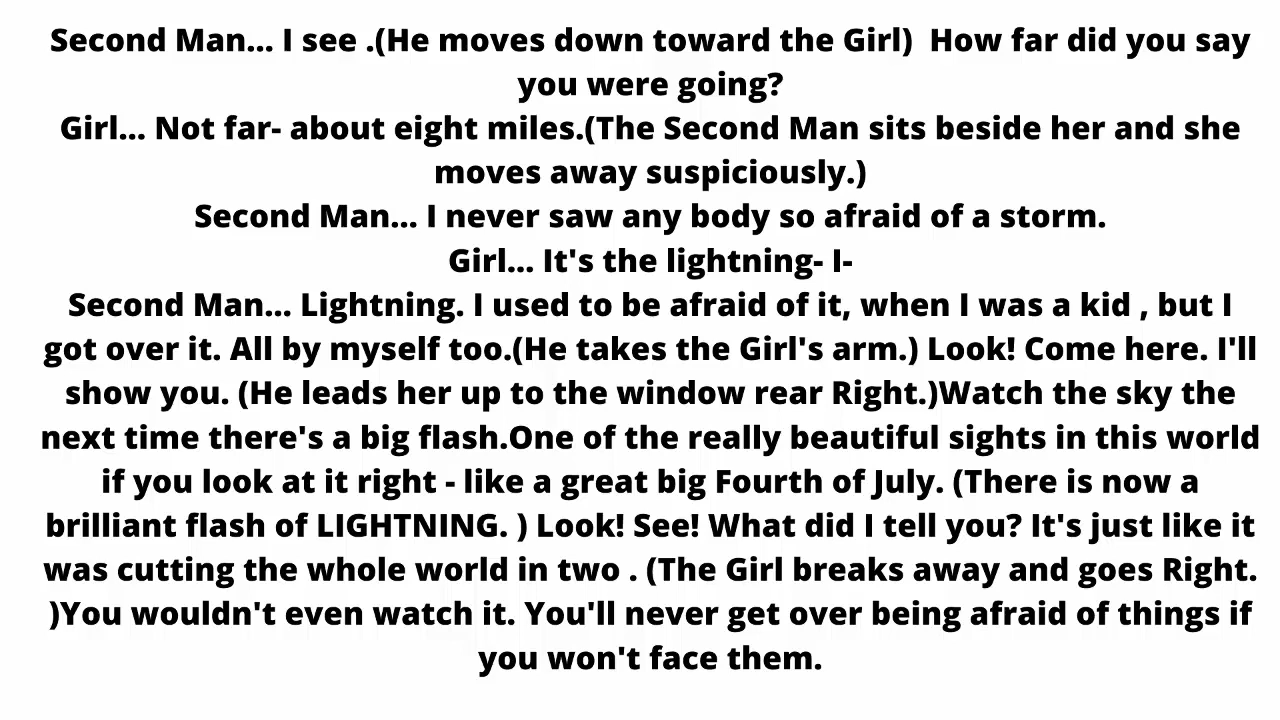 Second Man... I see .(He moves down toward the Girl)  How far did you say
you were going?
Girl... Not far- about eight miles.(The Second Man sits beside her and she
moves away suspiciously.)
Second Man... I never saw any body so afraid of a storm.
Girl... It's the lightning- I-
Second Man... Lightning. I used to be afraid of it, when I was a kid , but I
got over it. All by myself too.(He takes the Girl's arm.) Look! Come here. I'll
show you. (He leads her up to the window rear Right.)Watch the sky the
next time there's a big flash.One of the really beautiful sights in this world
if you look at it right - like a great big Fourth of July. (There is now a
brilliant flash of LIGHTNING. ) Look! See! What did I tell you? It's just like it
was cutting the whole world in two . (The Girl breaks away and goes Right.
)You wouldn't even watch it. You'll never get over being afraid of things if
you won't face them.